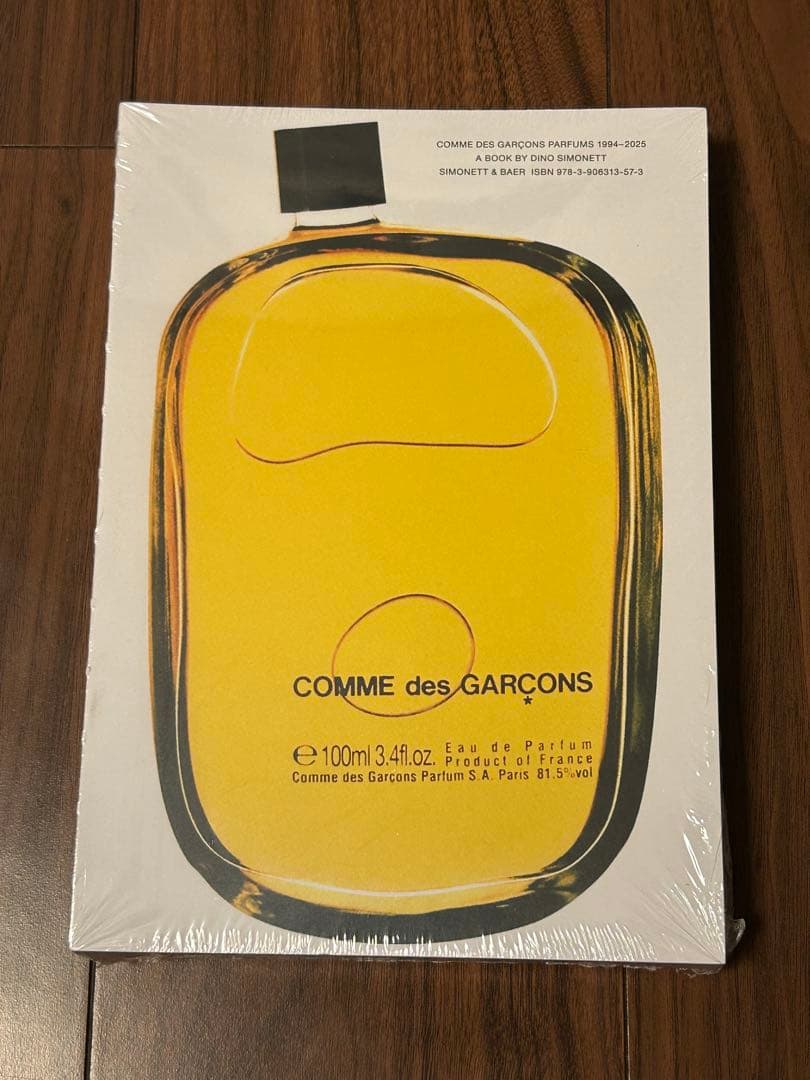 COMME DES GARÇONS PARFUMS 1994–2025
A BOOK BY DINO SIMONETT
SIMONETT & BAER ISBN 978-3-906313-57-3
COMME des GARÇONS
*
℮ 100ml 3.4fl.oz. Eau de Parfum
Product of France
Comme des Garçons Parfum S.A. Paris 81.5%vol